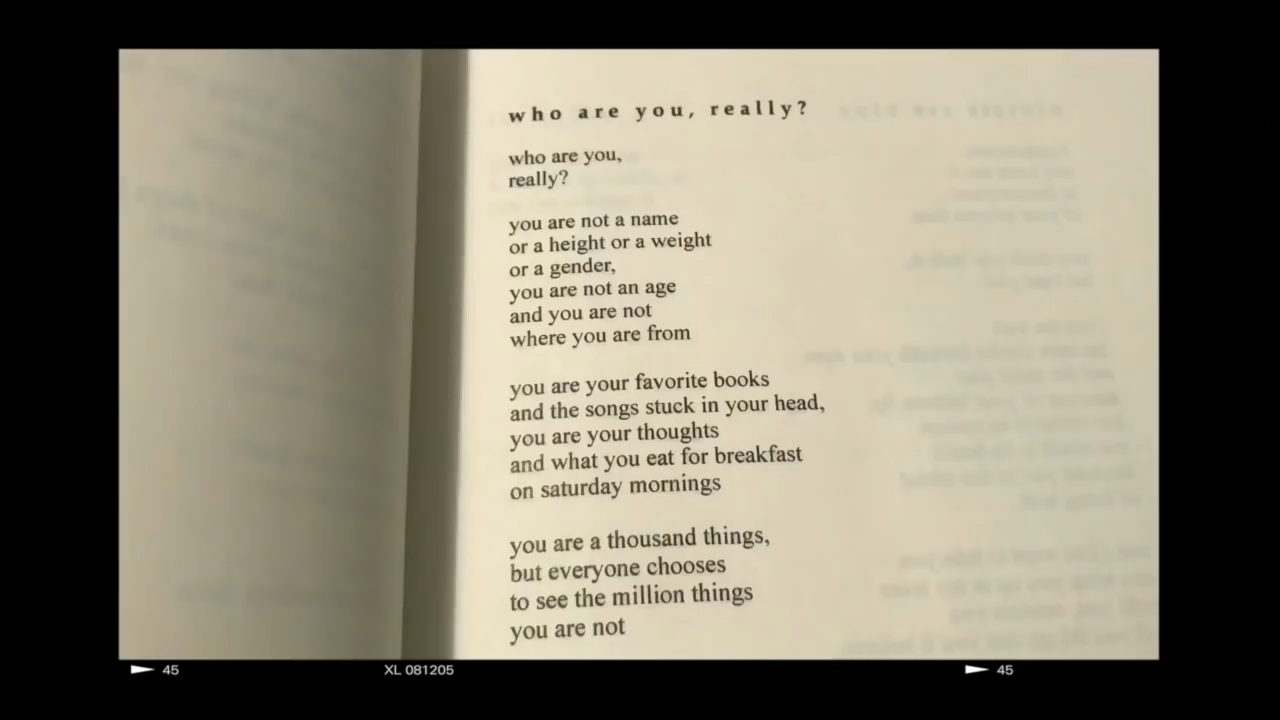 who are you, really?
who are you,
really?
you are not a name
or a height or a weight
or a gender,
you are not an age
and you are not
where you are from
you are your favorite books
and the songs stuck in your head,
you are your thoughts
and what you eat for breakfast
on saturday mornings
you are a thousand things,
but everyone chooses
to see the million things
you are not
45
XL 081205
45